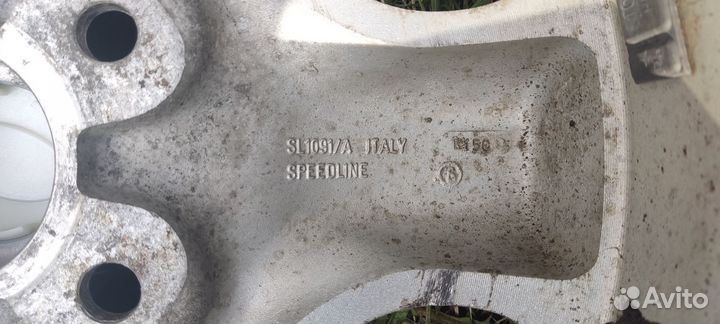 SL1091/A ITALY
SPEEDLINE
Avito